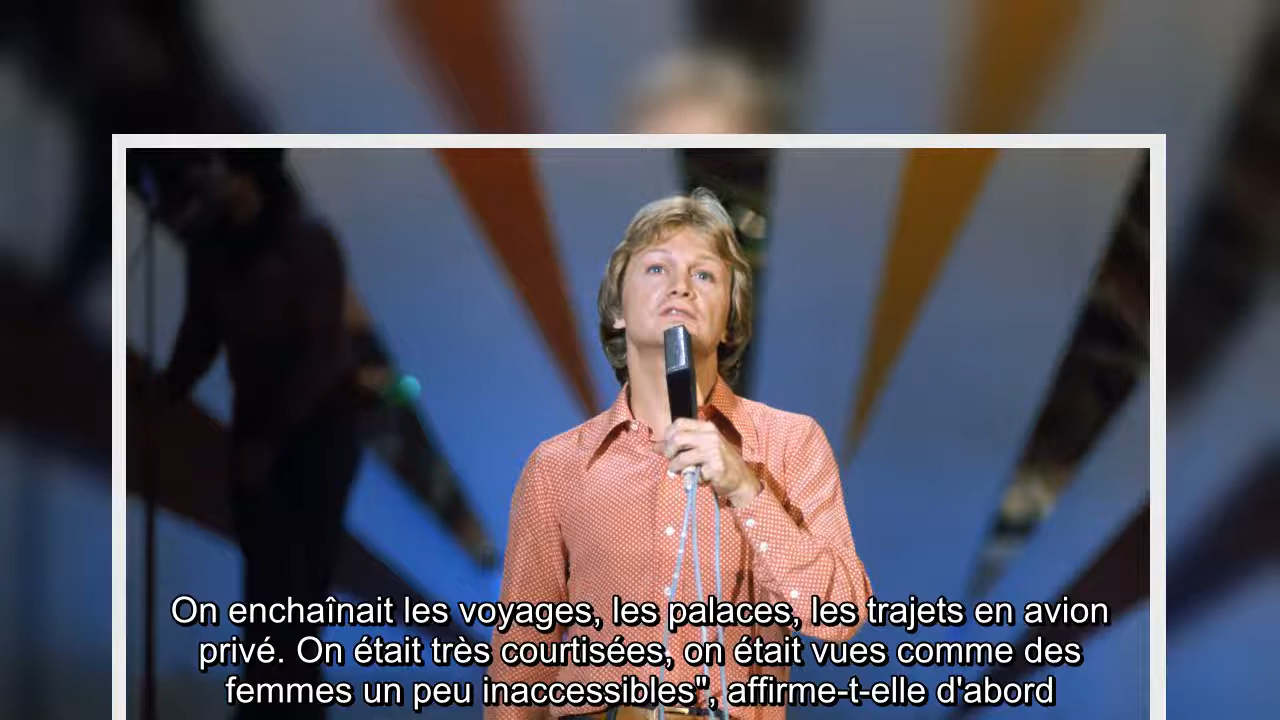 On enchaînait les voyages, les palaces, les trajets en avion
privé. On était très courtisées, on était vues comme des
femmes un peu inaccessibles", affirme-t-elle d'abord